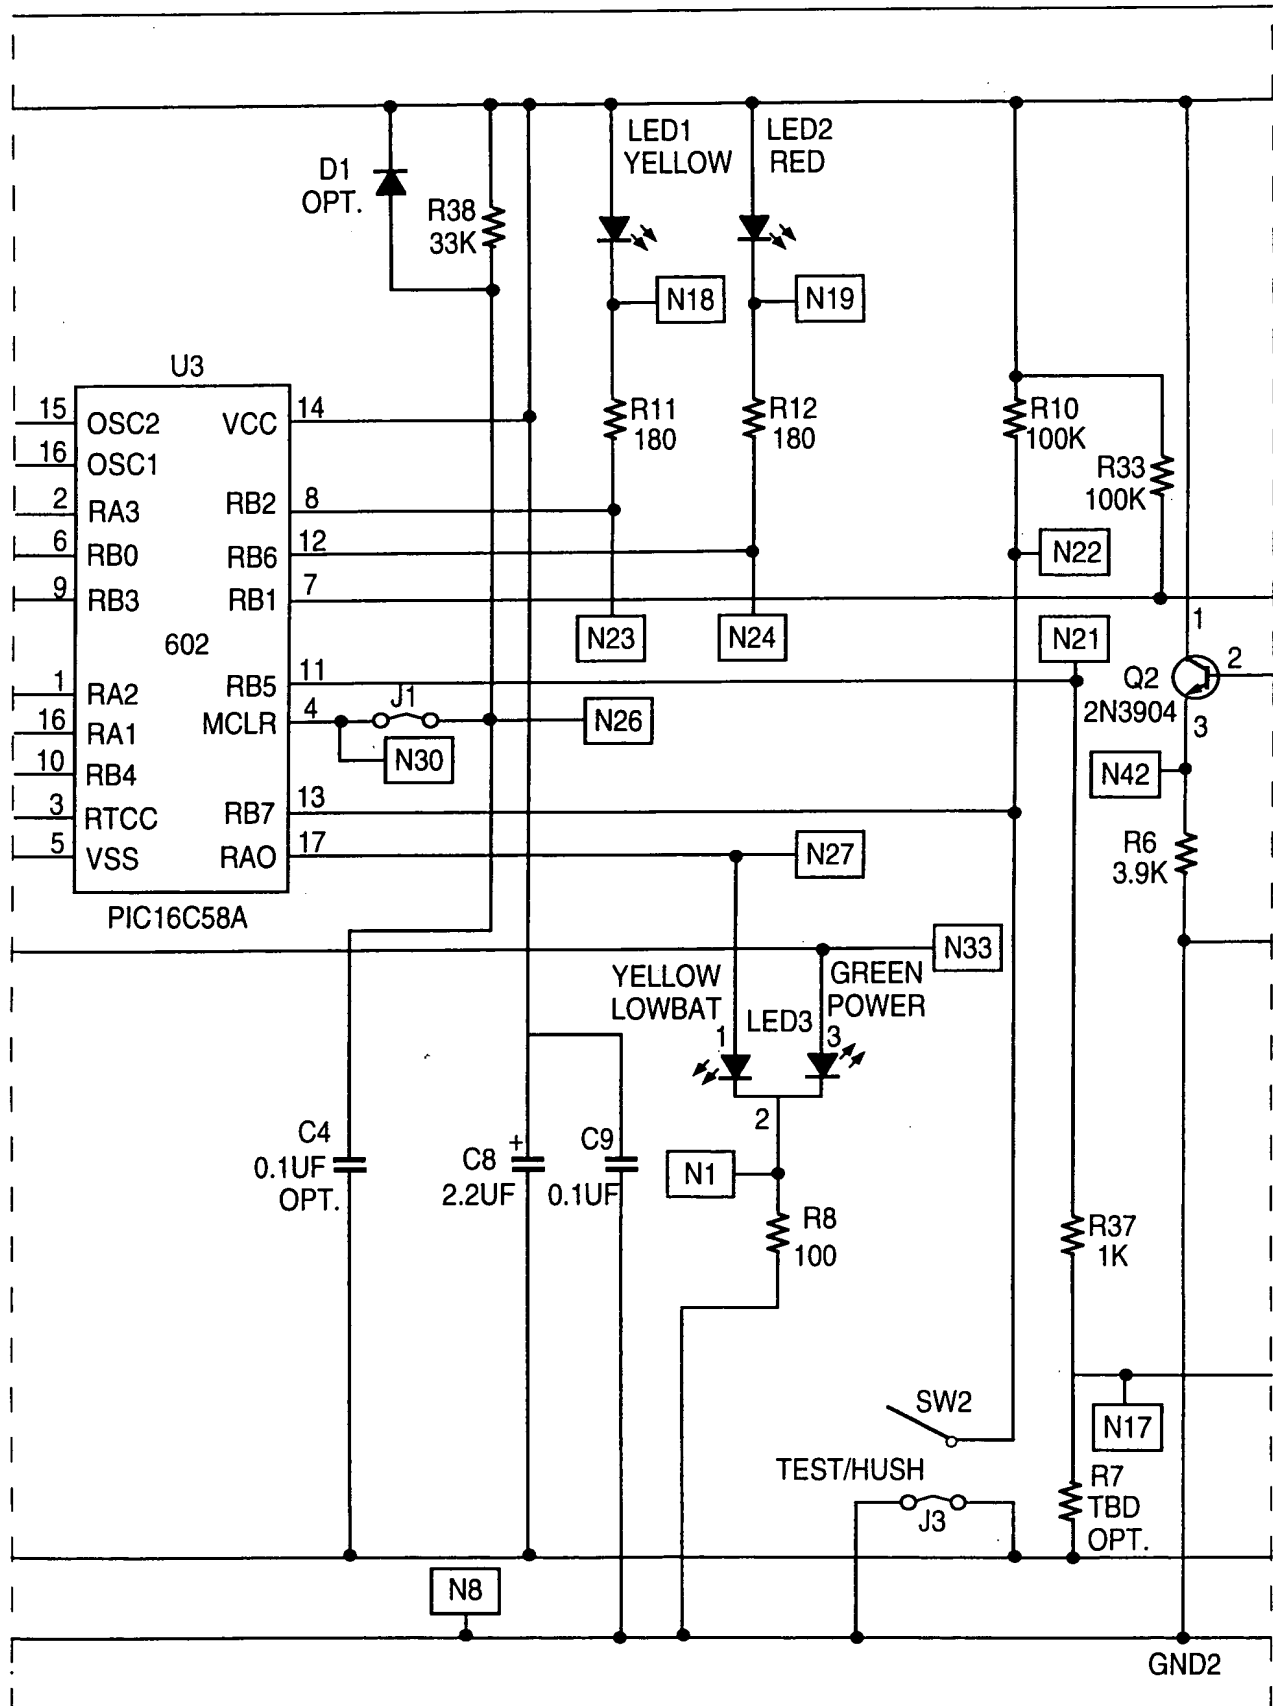 LED1
YELLOW
LED2
RED
D1
OPT.
R38
33K
N18
N19
U3
15 OSC2
VCC 14
16 OSC1
2 RA3
RB2 8
6 RB0
RB6 12
9 RB3
RB1 7
602
1 RA2
RB5 11
16 RA1
MCLR 4
10 RB4
3 RTCC
RB7 13
5 VSS
RAO 17
PIC16C58A
R11
180
R12
180
R10
100K
R33
100K
N22
N23
N24
N21
1
2
Q2
2N3904
3
J1
N26
N30
N42
N27
R6
3.9K
N33
YELLOW
LOWBAT
GREEN
POWER
LED3
1
3
2
C4
0.1UF
OPT.
+
C8
2.2UF
C9
0.1UF
N1
R8
100
R37
1K
SW2
N17
TEST/HUSH
J3
R7
TBD
OPT.
N8
GND2